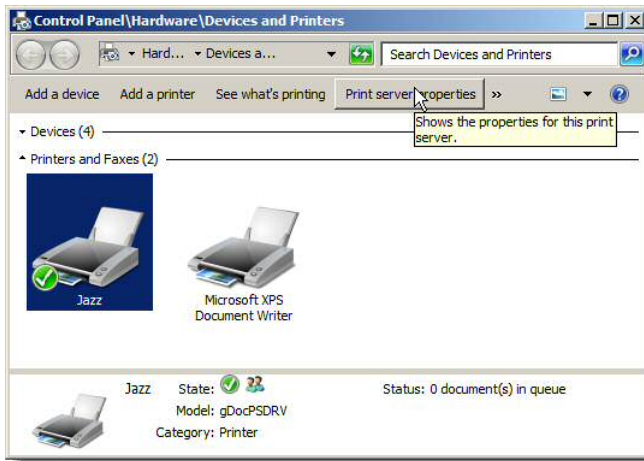 Control Panel\Hardware\Devices and Printers
Hard... Devices a... Search Devices and Printers
Add a device Add a printer See what's printing Print server properties »
Shows the properties for this print
server.
Devices (4)
Printers and Faxes (2)
Jazz
Microsoft XPS
Document Writer
Jazz State: Status: 0 document(s) in queue
Model: gDocPSDRV
Category: Printer